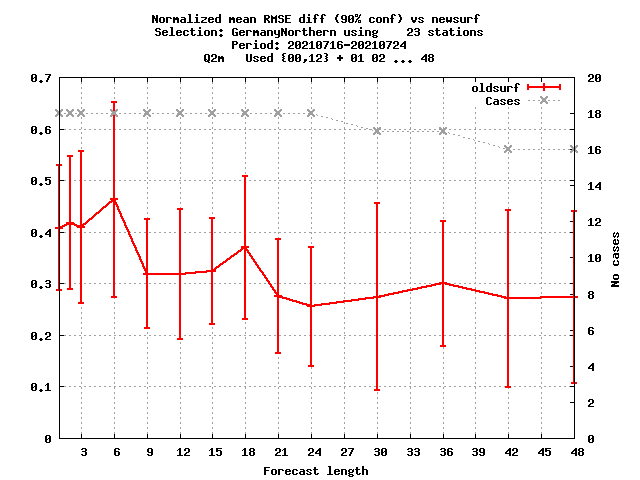 Normalized mean RMSE diff (90% conf) vs newsurf
Selection: GermanyNorthern using    23 stations
Period: 20210716-20210724
Q2m   Used {00,12} + 01 02 ... 48
oldsurf
Cases
0.7
0.6
0.5
0.4
0.3
0.2
0.1
0
20
18
16
14
12
10
8
6
4
2
0
No cases
3 6 9 12 15 18 21 24 27 30 33 36 39 42 45 48
Forecast length